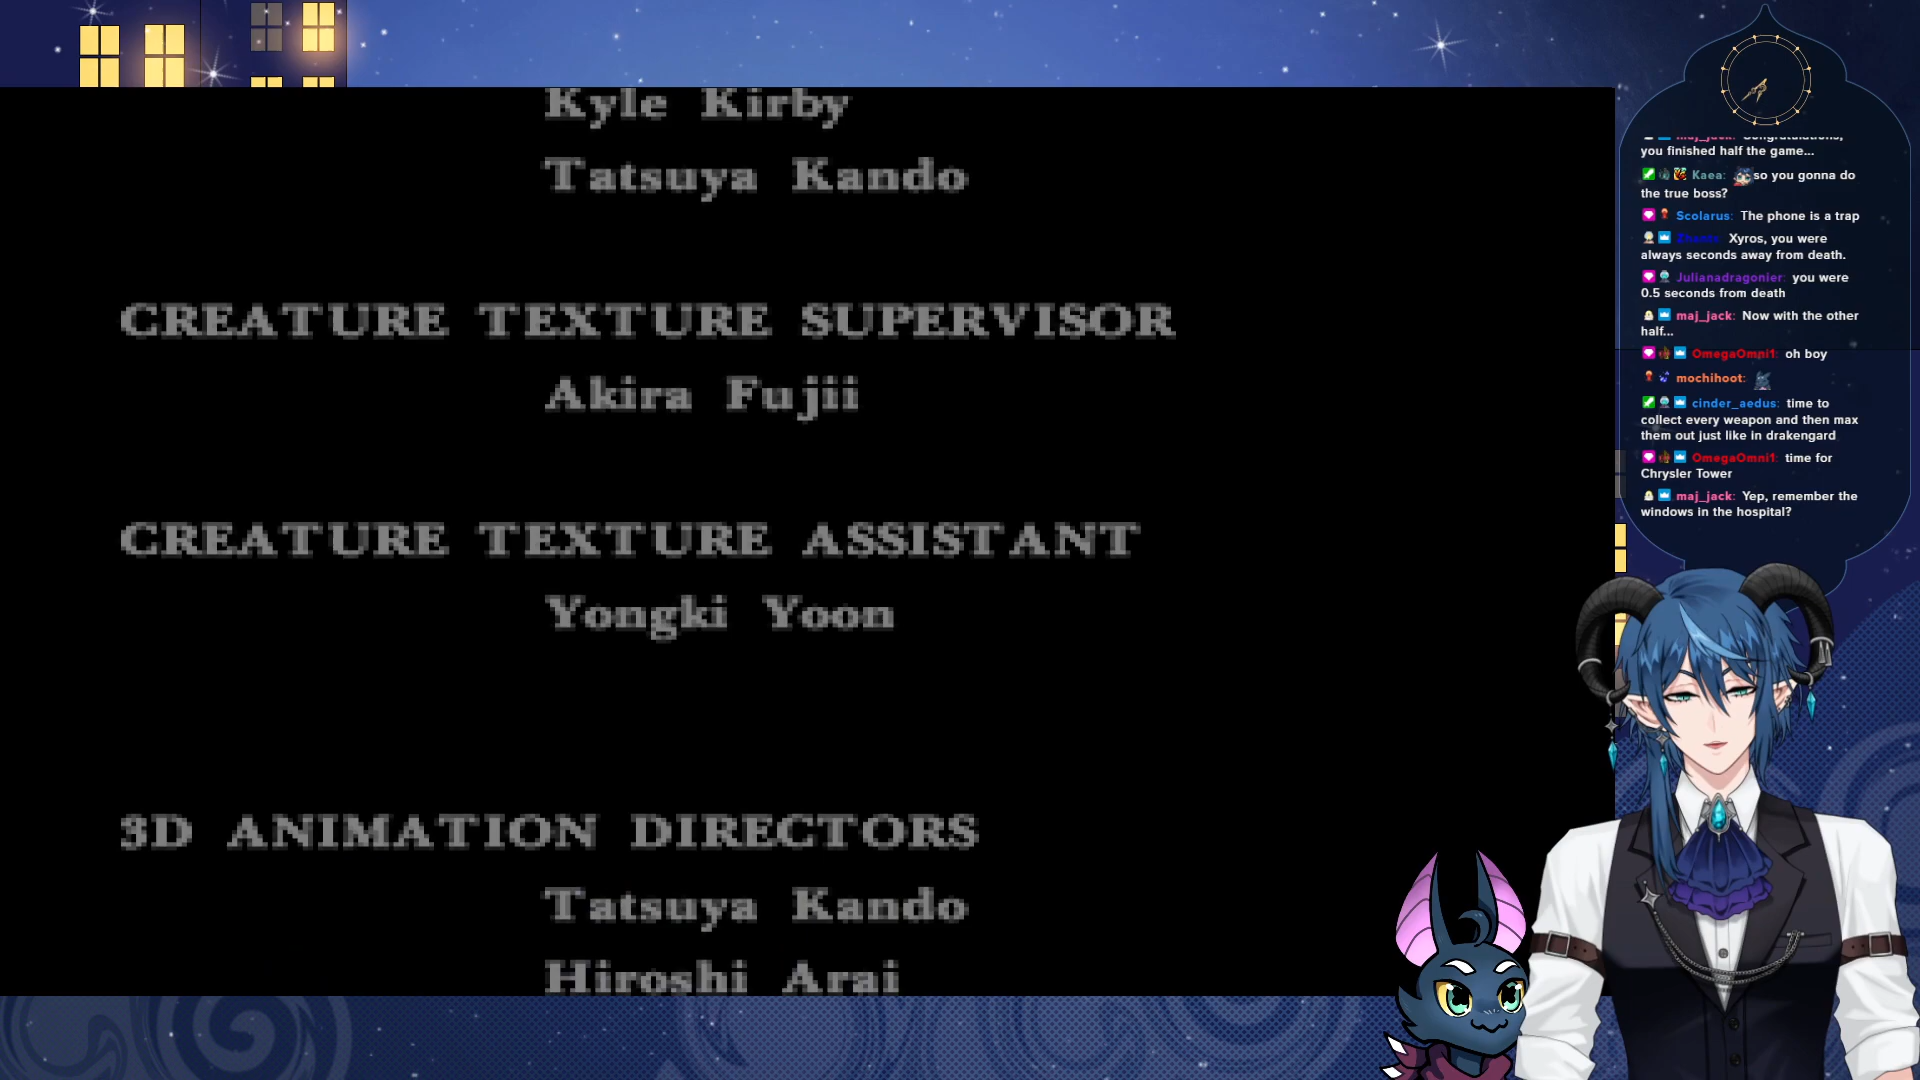 Kyle Kirby
Tatsuya Kando
CREATURE TEXTURE SUPERVISOR
Akira Fujii
CREATURE TEXTURE ASSISTANT
Yongki Yoon
3D ANIMATION DIRECTORS
Tatsuya Kando
Hiroshi Arai
maj_jack: Congratulations,
you finished half the game...
Kaea: so you gonna do
the true boss?
Scolarus: The phone is a trap
Xyros, you were
always seconds away from death.
Julianadragonier: you were
0.5 seconds from death
maj_jack: Now with the other
half...
OmegaOmni1: oh boy
mochihoot:
cinder_aedus: time to
collect every weapon and then max
them out just like in drakengard
OmegaOmni1: time for
Chrysler Tower
maj_jack: Yep, remember the
windows in the hospital?